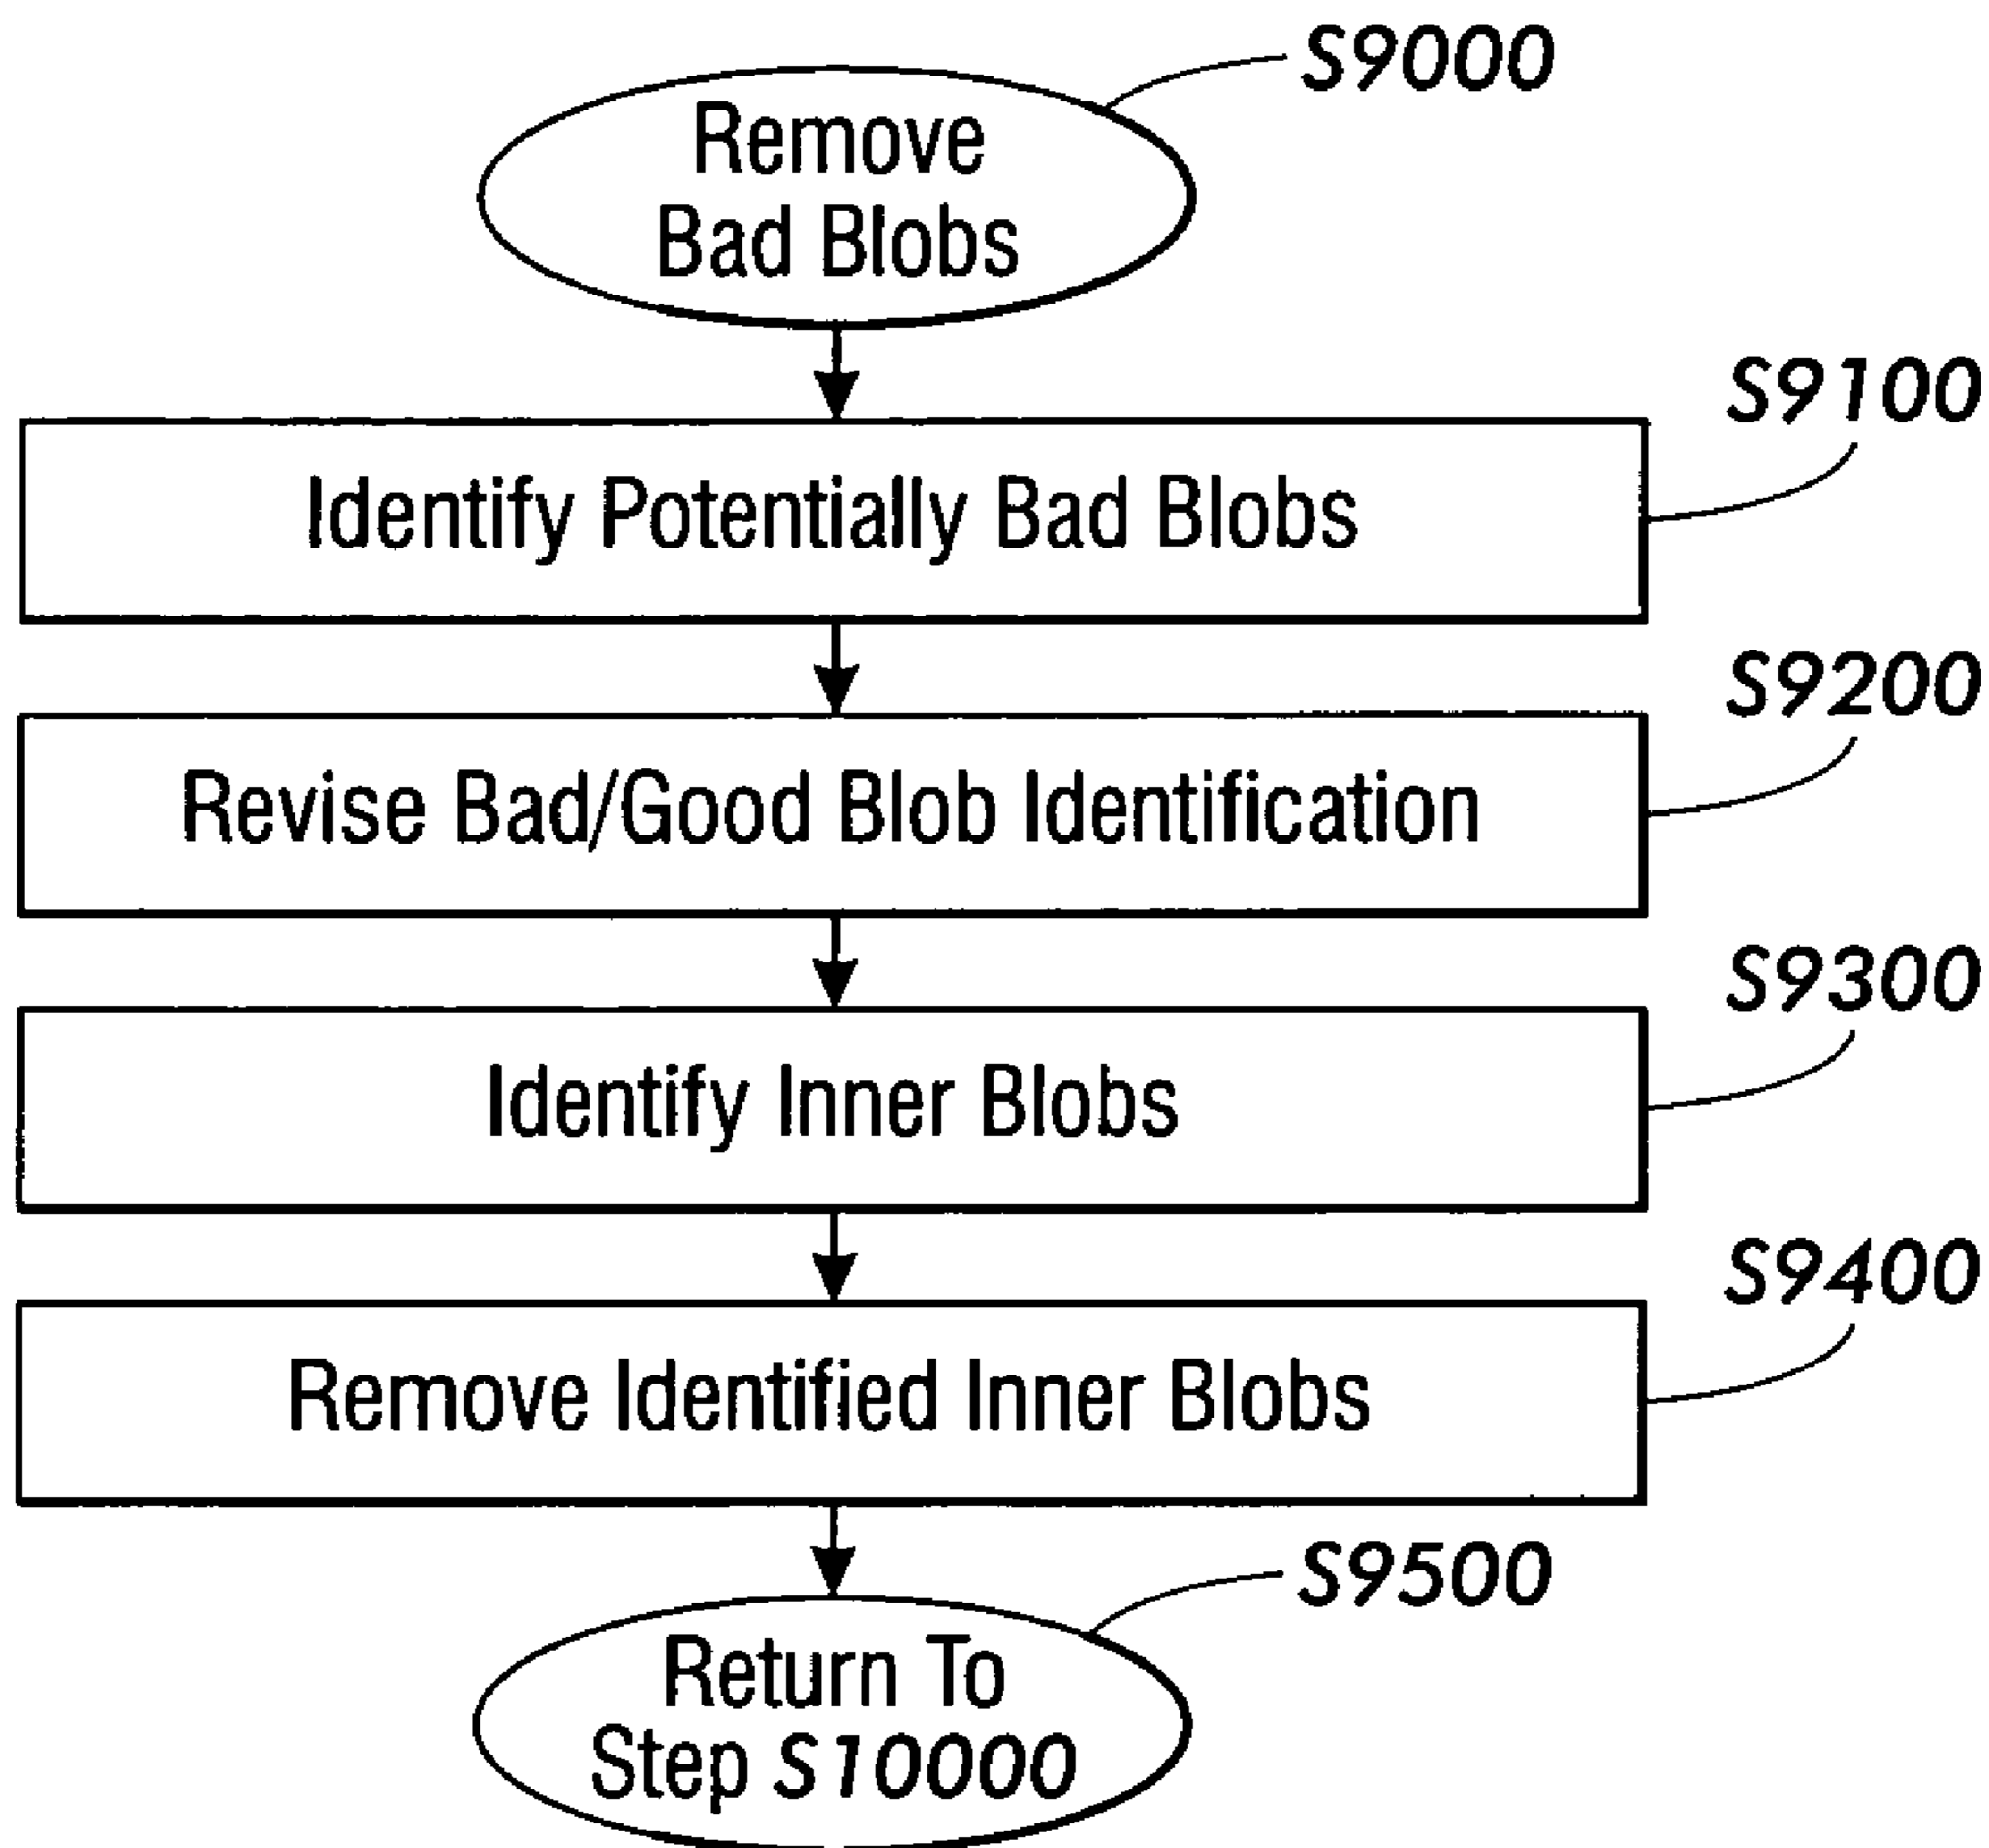 S9000
Remove
Bad Blobs
S9100
Identify Potentially Bad Blobs
S9200
Revise Bad/Good Blob Identification
S9300
Identify Inner Blobs
S9400
Remove Identified Inner Blobs
S9500
Return To
Step S10000